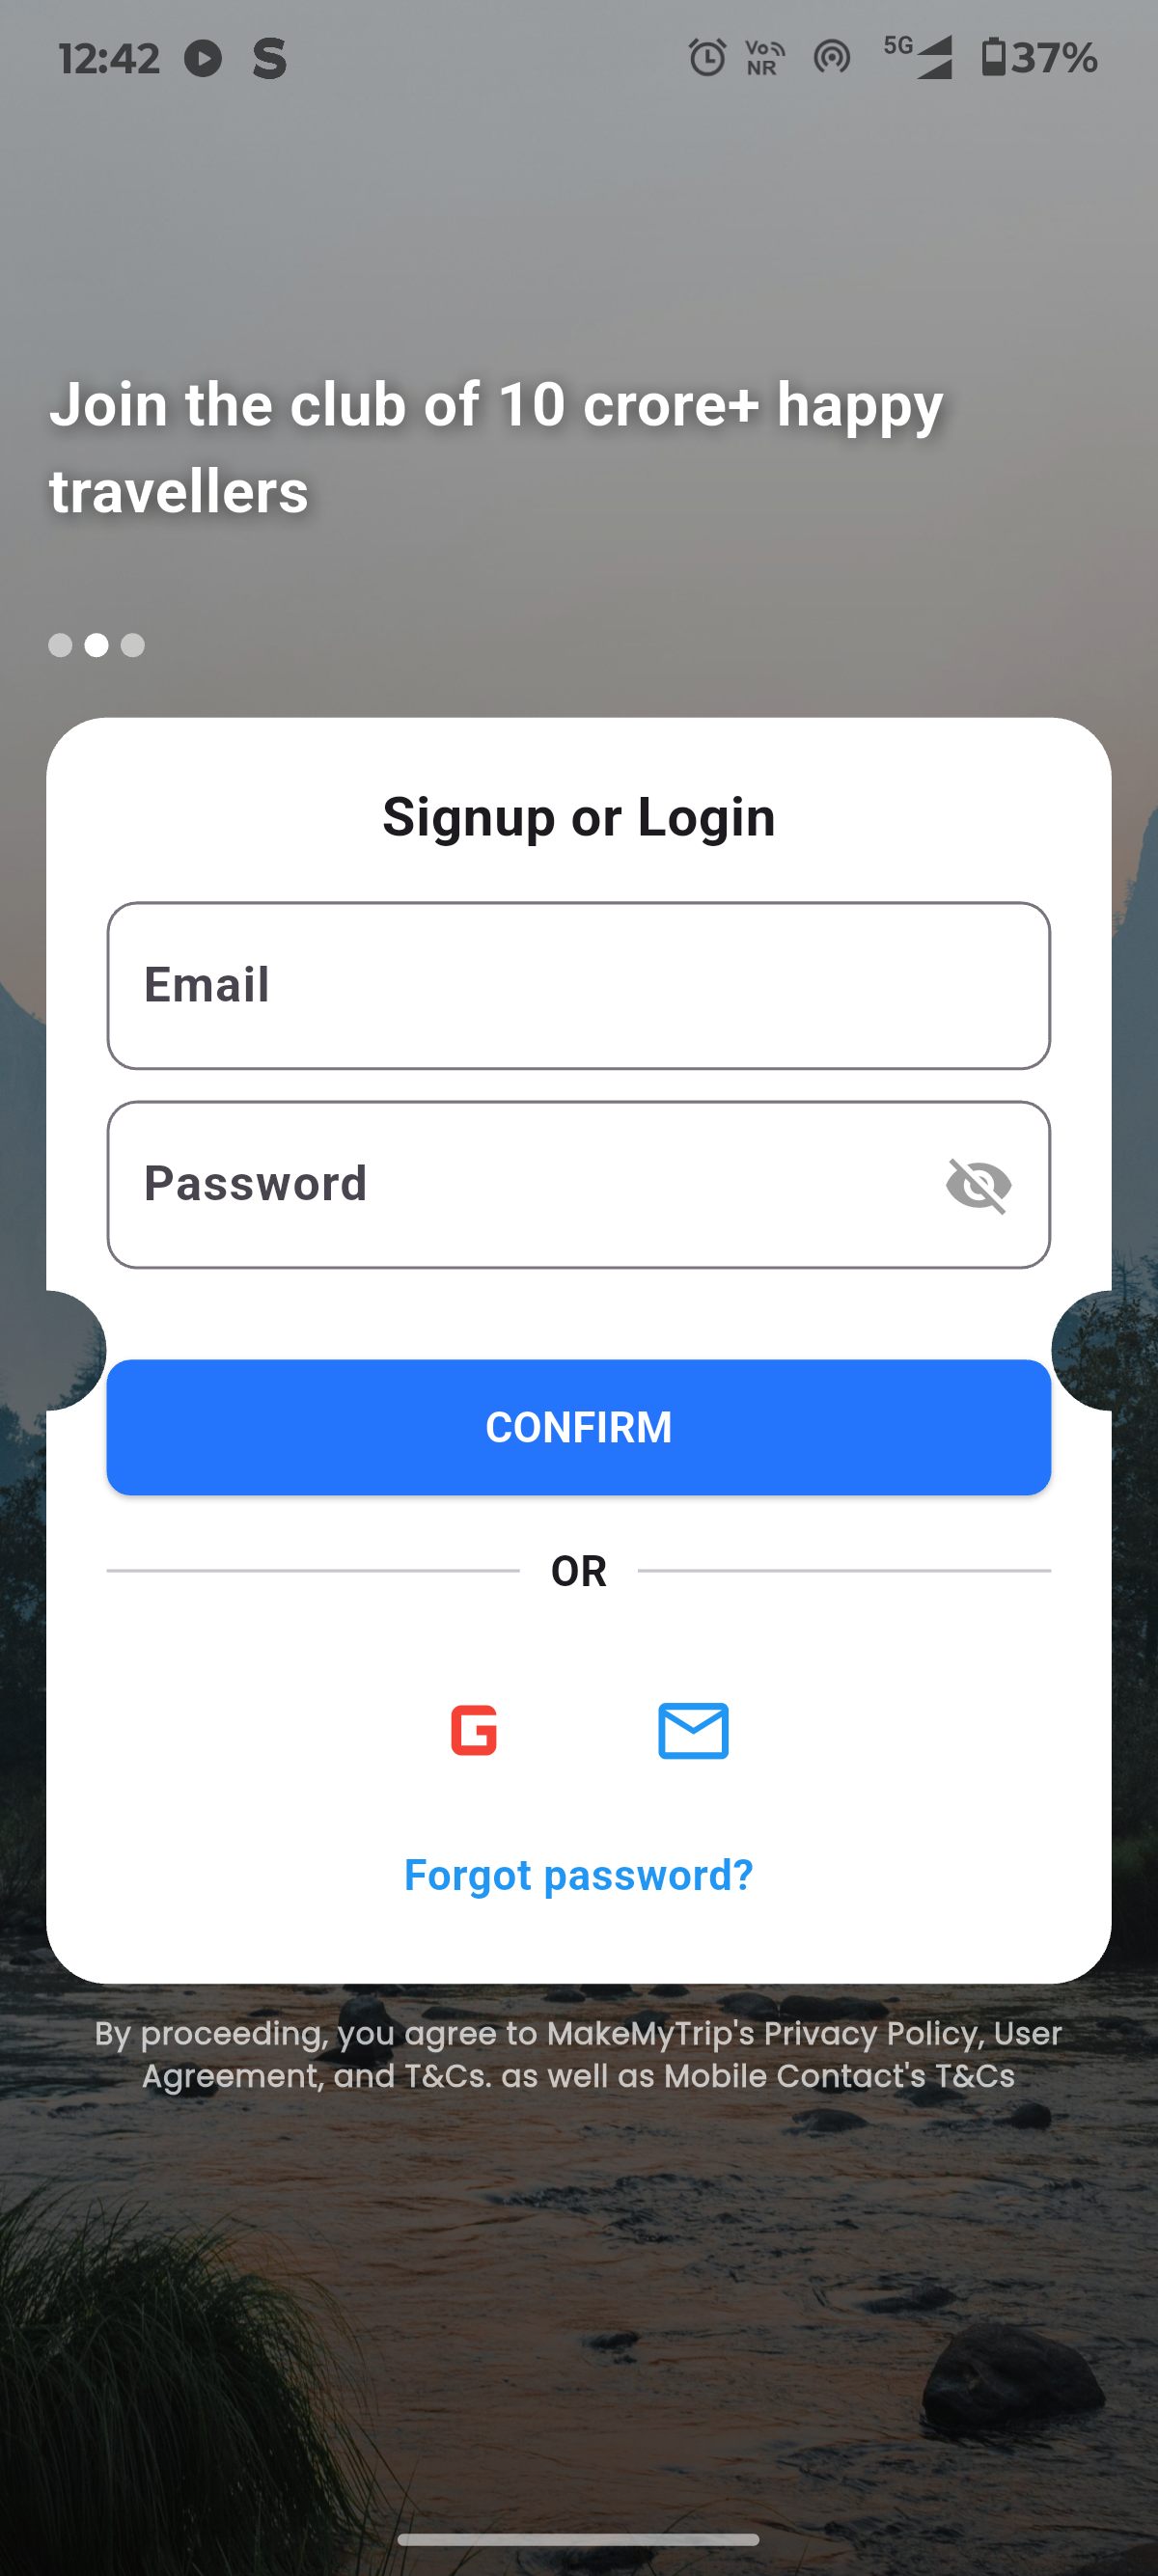 12:42
S
Vo
NR
5G
37%
Join the club of 10 crore+ happy
travellers
Signup or Login
Email
Password
CONFIRM
OR
G
Forgot password?
By proceeding, you agree to MakeMyTrip's Privacy Policy, User
Agreement, and T&Cs. as well as Mobile Contact's T&Cs